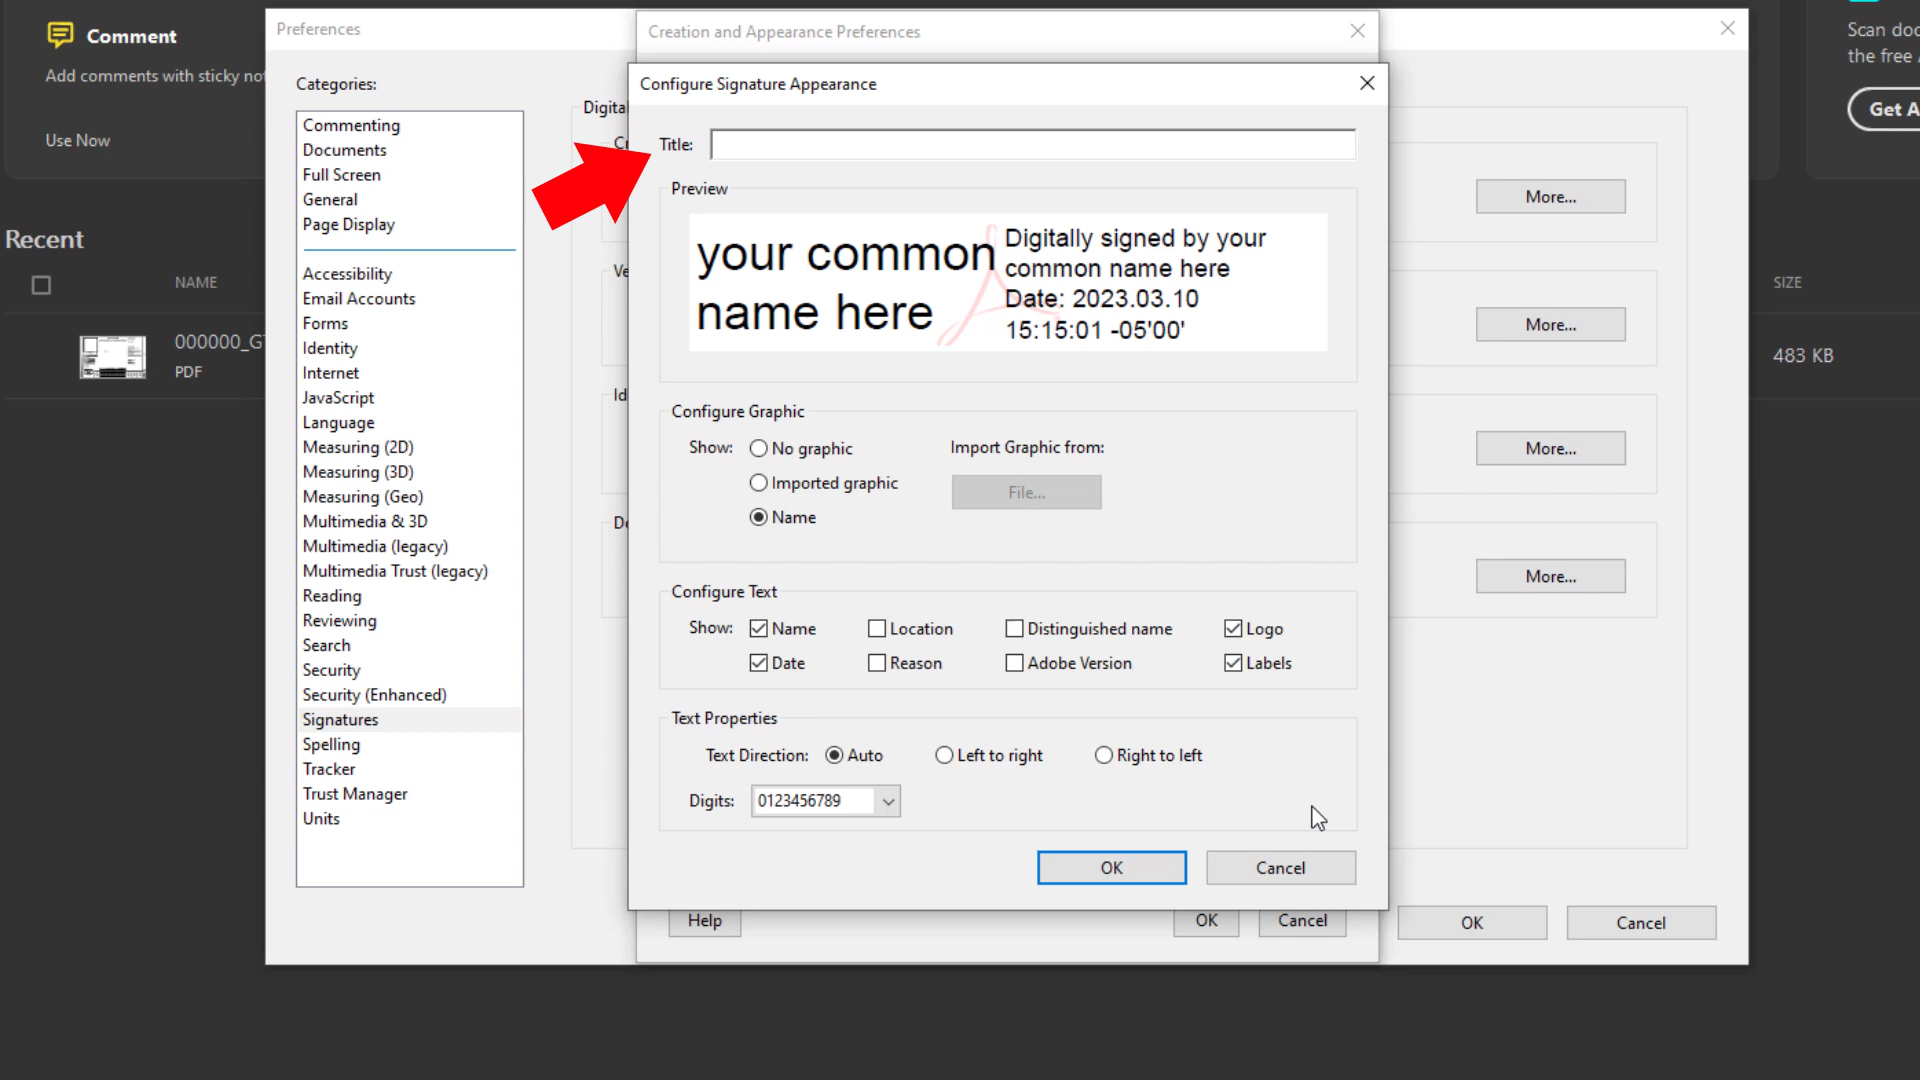 Comment
Add comments with sticky
Use Now
Recent
NAME
SIZE
PDF
483 KB
Scan
the free
Get
Preferences
Categories:
Commenting
Documents
Full Screen
General
Page Display
Accessibility
Email Accounts
Forms
Identity
Internet
JavaScript
Language
Measuring (2D)
Measuring (3D)
Measuring (Geo)
Multimedia & 3D
Multimedia (legacy)
Multimedia Trust (legacy)
Reading
Reviewing
Search
Security
Security (Enhanced)
Signatures
Spelling
Tracker
Trust Manager
Units
More...
More...
More...
More...
OK Cancel
Creation and Appearance Preferences
Help OK Cancel
Configure Signature Appearance
Title:
Preview
your common
name here
Digitally signed by your
common name here
Date: 2023.03.10
15:15:01 -05'00'
Configure Graphic
Show: No graphic
Imported graphic
Name
Import Graphic from:
File...
Configure Text
Show: Name Location Distinguished name Logo
Date Reason Adobe Version Labels
Text Properties
Text Direction: Auto Left to right Right to left
Digits: 0123456789
OK Cancel